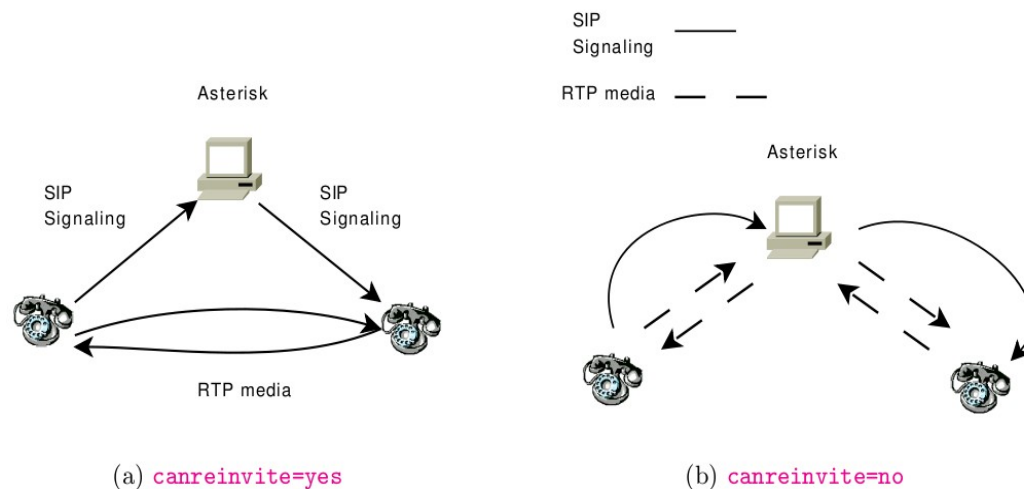 Asterisk
SIP
Signaling
SIP
Signaling
RTP media
(a) canreinvite=yes
SIP
Signaling
RTP media
Asterisk
(b) canreinvite=no